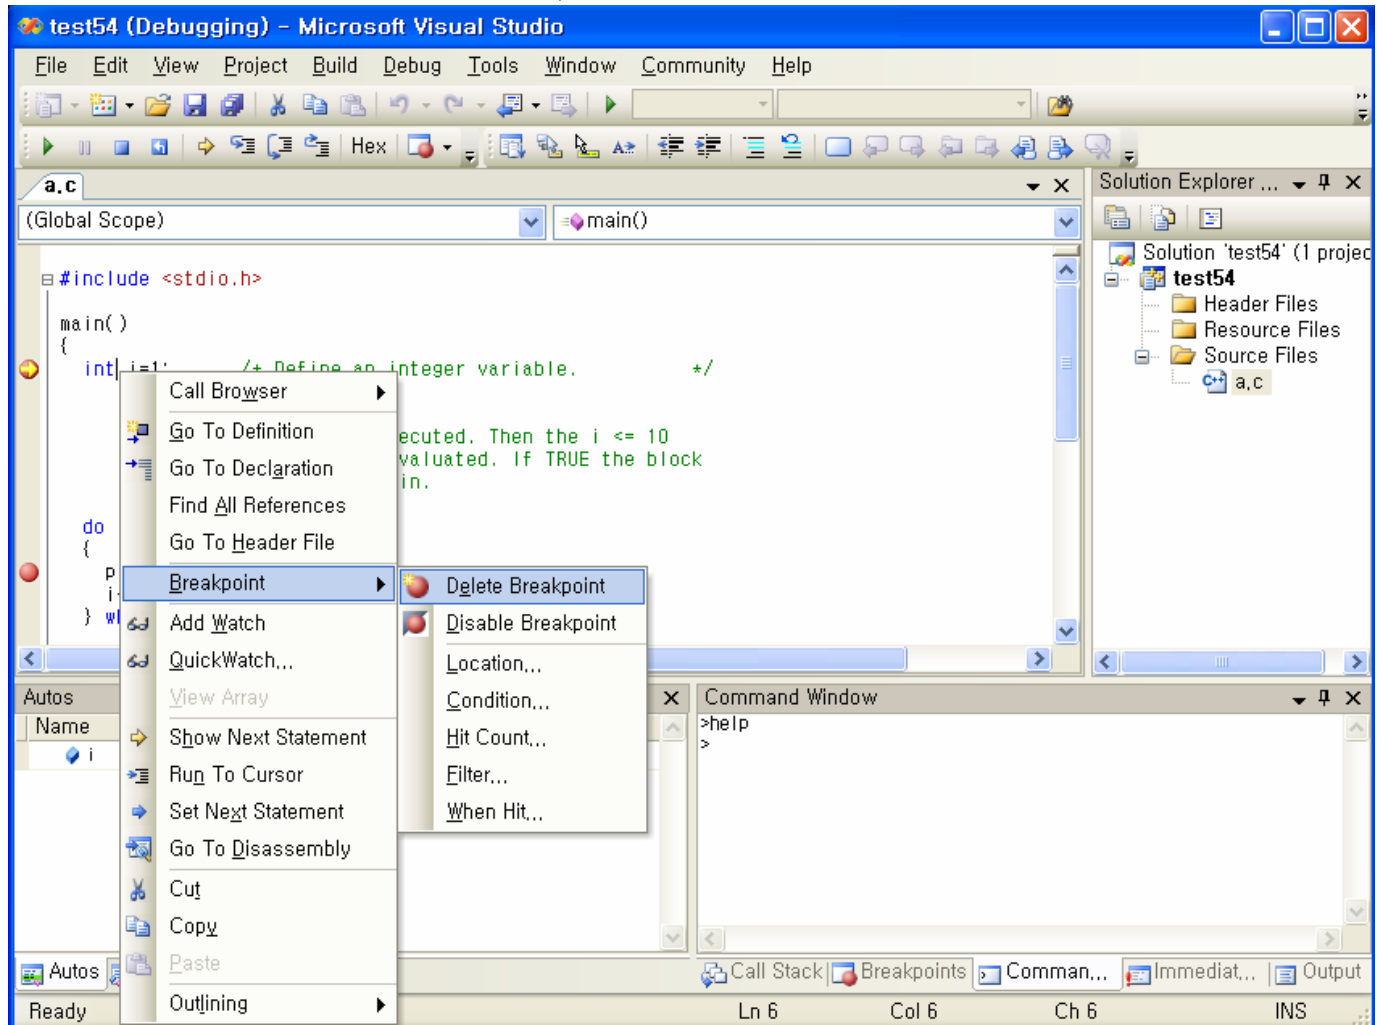 test54 (Debugging) - Microsoft Visual Studio
File Edit View Project Build Debug Tools Window Community Help
Hex
a.c
(Global Scope)
main()
#include <stdio.h>
main()
{
int i=1; /* Define an integer variable. */
ecuted. Then the i <= 10
valuated. If TRUE the block
in.
do
{
p
i
} wh
Call Browser
Go To Definition
Go To Declaration
Find All References
Go To Header File
Breakpoint
Add Watch
QuickWatch...
View Array
Show Next Statement
Run To Cursor
Set Next Statement
Go To Disassembly
Cut
Copy
Paste
Outlining
Delete Breakpoint
Disable Breakpoint
Location...
Condition...
Hit Count...
Filter...
When Hit...
Solution Explorer ...
Solution 'test54' (1 projec
test54
Header Files
Resource Files
Source Files
a.c
Autos
Name
i
Command Window
>help
>
Autos
Call Stack Breakpoints Comman... Immediat... Output
Ready Ln 6 Col 6 Ch 6 INS